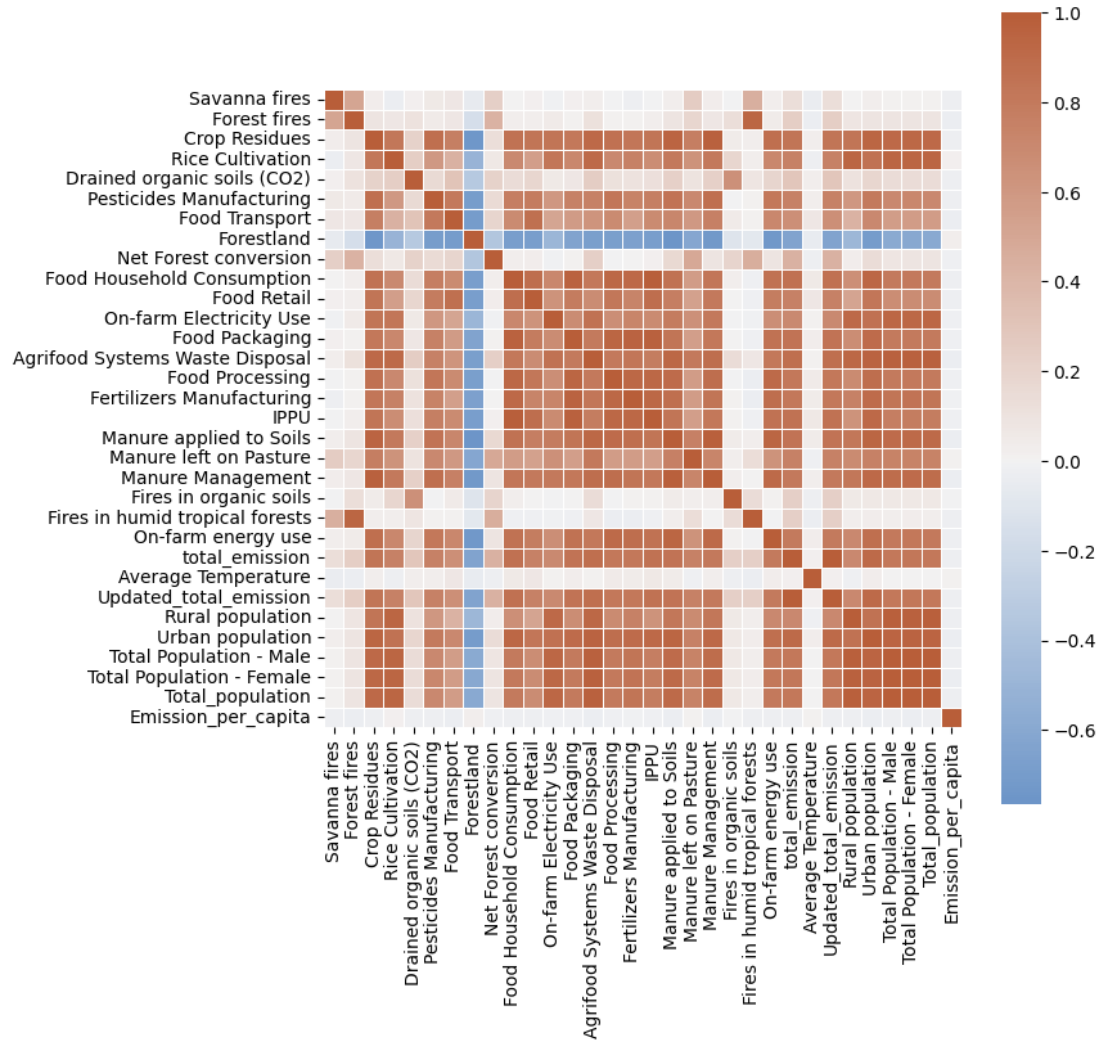 Savanna fires
Forest fires
Crop Residues
Rice Cultivation
Drained organic soils (CO2)
Pesticides Manufacturing
Food Transport
Forestland
Net Forest conversion
Food Household Consumption
Food Retail
On-farm Electricity Use
Food Packaging
Agrifood Systems Waste Disposal
Food Processing
Fertilizers Manufacturing
IPPU
Manure applied to Soils
Manure left on Pasture
Manure Management
Fires in organic soils
Fires in humid tropical forests
On-farm energy use
total_emission
Average Temperature
Updated_total_emission
Rural population
Urban population
Total Population - Male
Total Population - Female
Total_population
Emission_per_capita
Savanna fires
Forest fires
Crop Residues
Rice Cultivation
Drained organic soils (CO2)
Pesticides Manufacturing
Food Transport
Forestland
Net Forest conversion
Food Household Consumption
Food Retail
On-farm Electricity Use
Food Packaging
Agrifood Systems Waste Disposal
Food Processing
Fertilizers Manufacturing
IPPU
Manure applied to Soils
Manure left on Pasture
Manure Management
Fires in organic soils
Fires in humid tropical forests
On-farm energy use
total_emission
Average Temperature
Updated_total_emission
Rural population
Urban population
Total Population - Male
Total Population - Female
Total_population
Emission_per_capita
1.0
0.8
0.6
0.4
0.2
0.0
−0.2
−0.4
−0.6